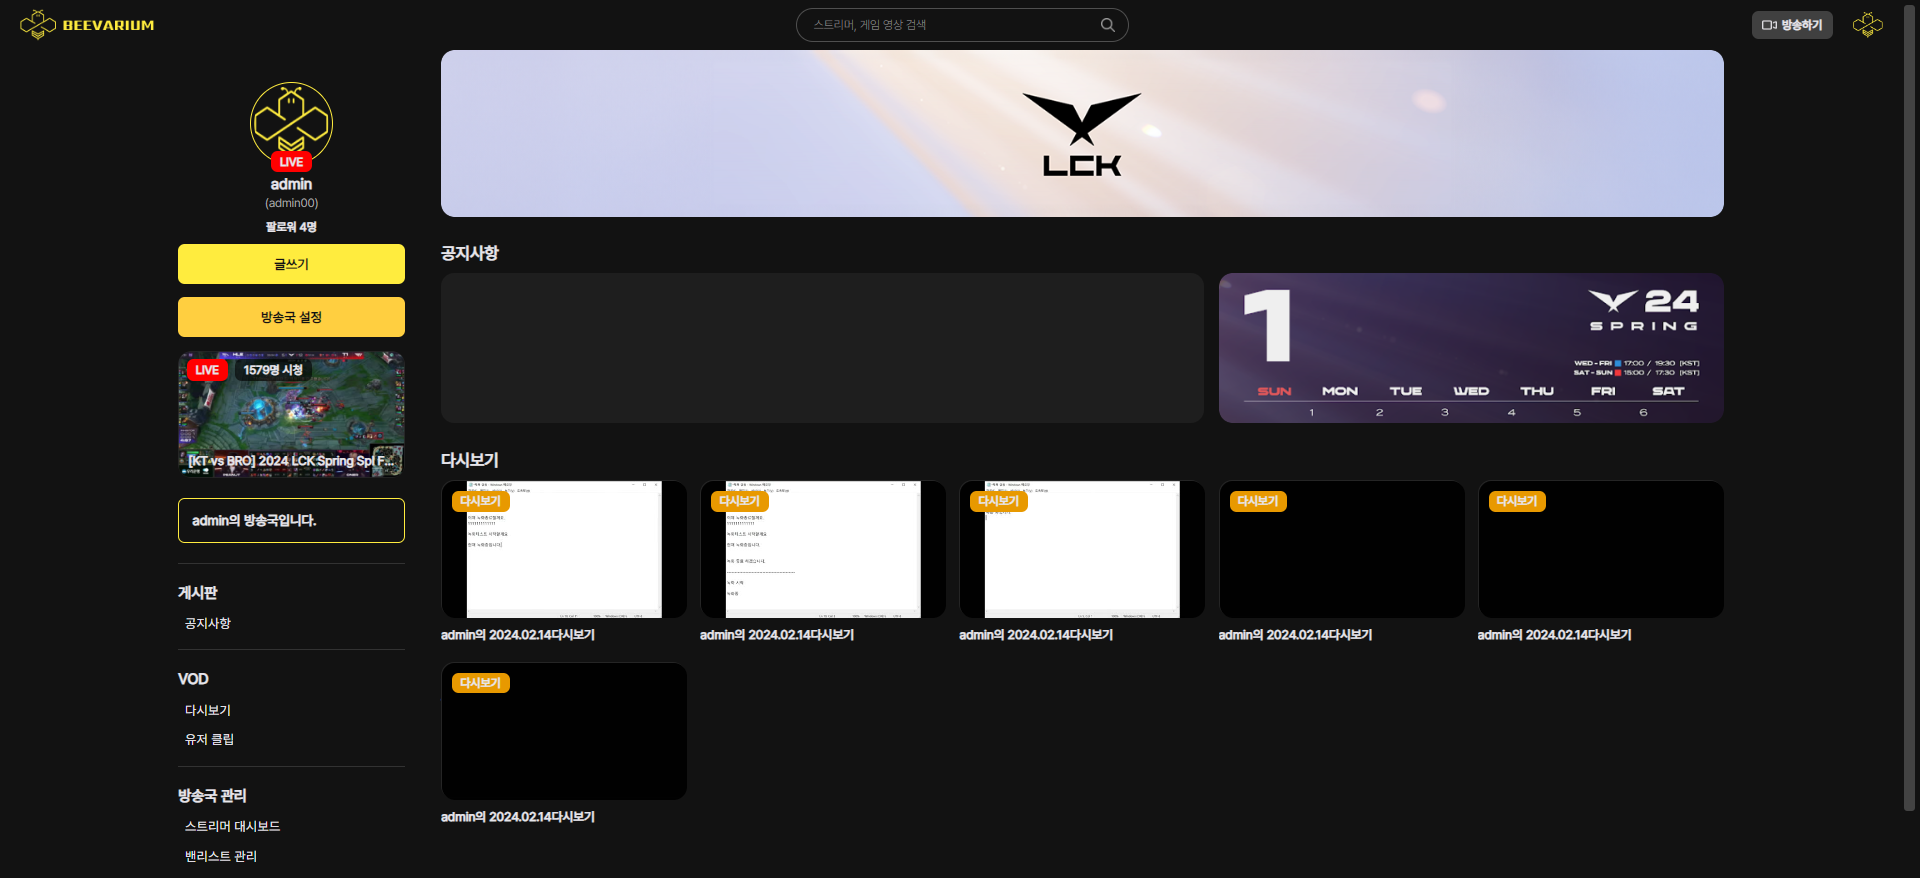 BEEVARIUM
스트리머, 게임 영상 검색
방송하기
LIVE
admin
(admin00)
팔로워 4명
글쓰기
방송국 설정
LIVE
1579명 시청
[KT vs BRO] 2024 LCK Spring Spl F...
admin의 방송국입니다.
게시판
공지사항
VOD
다시보기
유저 클립
방송국 관리
스트리머 대시보드
밴리스트 관리
LCK
공지사항
1
24
SPRING
WED - FRI 17:00 / 19:30 [KST]
SAT - SUN 15:00 / 17:30 [KST]
SUN MON TUE WED THU FRI SAT
1 2 3 4 5 6
다시보기
다시보기
admin의 2024.02.14다시보기
다시보기
admin의 2024.02.14다시보기
다시보기
admin의 2024.02.14다시보기
다시보기
admin의 2024.02.14다시보기
다시보기
admin의 2024.02.14다시보기
다시보기
admin의 2024.02.14다시보기